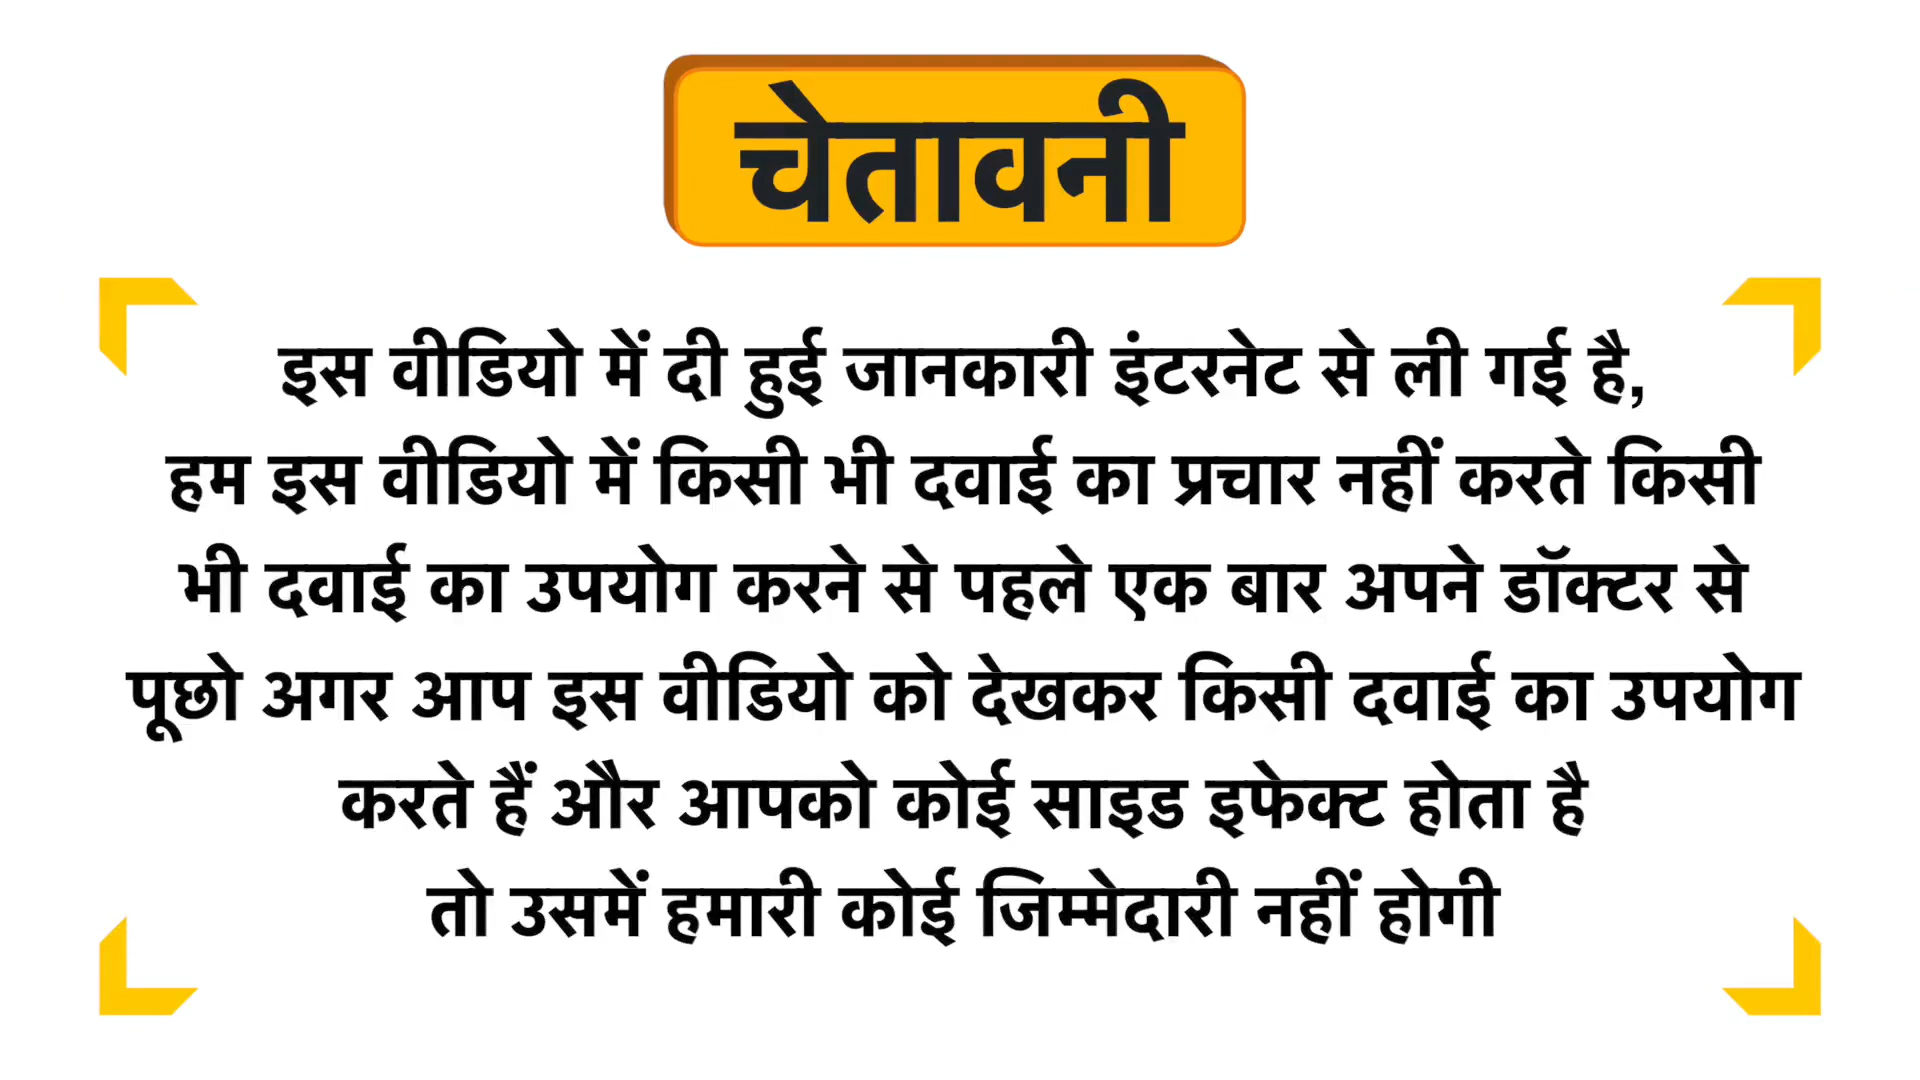 चेतावनी
इस वीडियो में दी हुई जानकारी इंटरनेट से ली गई है,
हम इस वीडियो में किसी भी दवाई का प्रचार नहीं करते किसी
भी दवाई का उपयोग करने से पहले एक बार अपने डॉक्टर से
पूछो अगर आप इस वीडियो को देखकर किसी दवाई का उपयोग
करते हैं और आपको कोई साइड इफेक्ट होता है
तो उसमें हमारी कोई जिम्मेदारी नहीं होगी